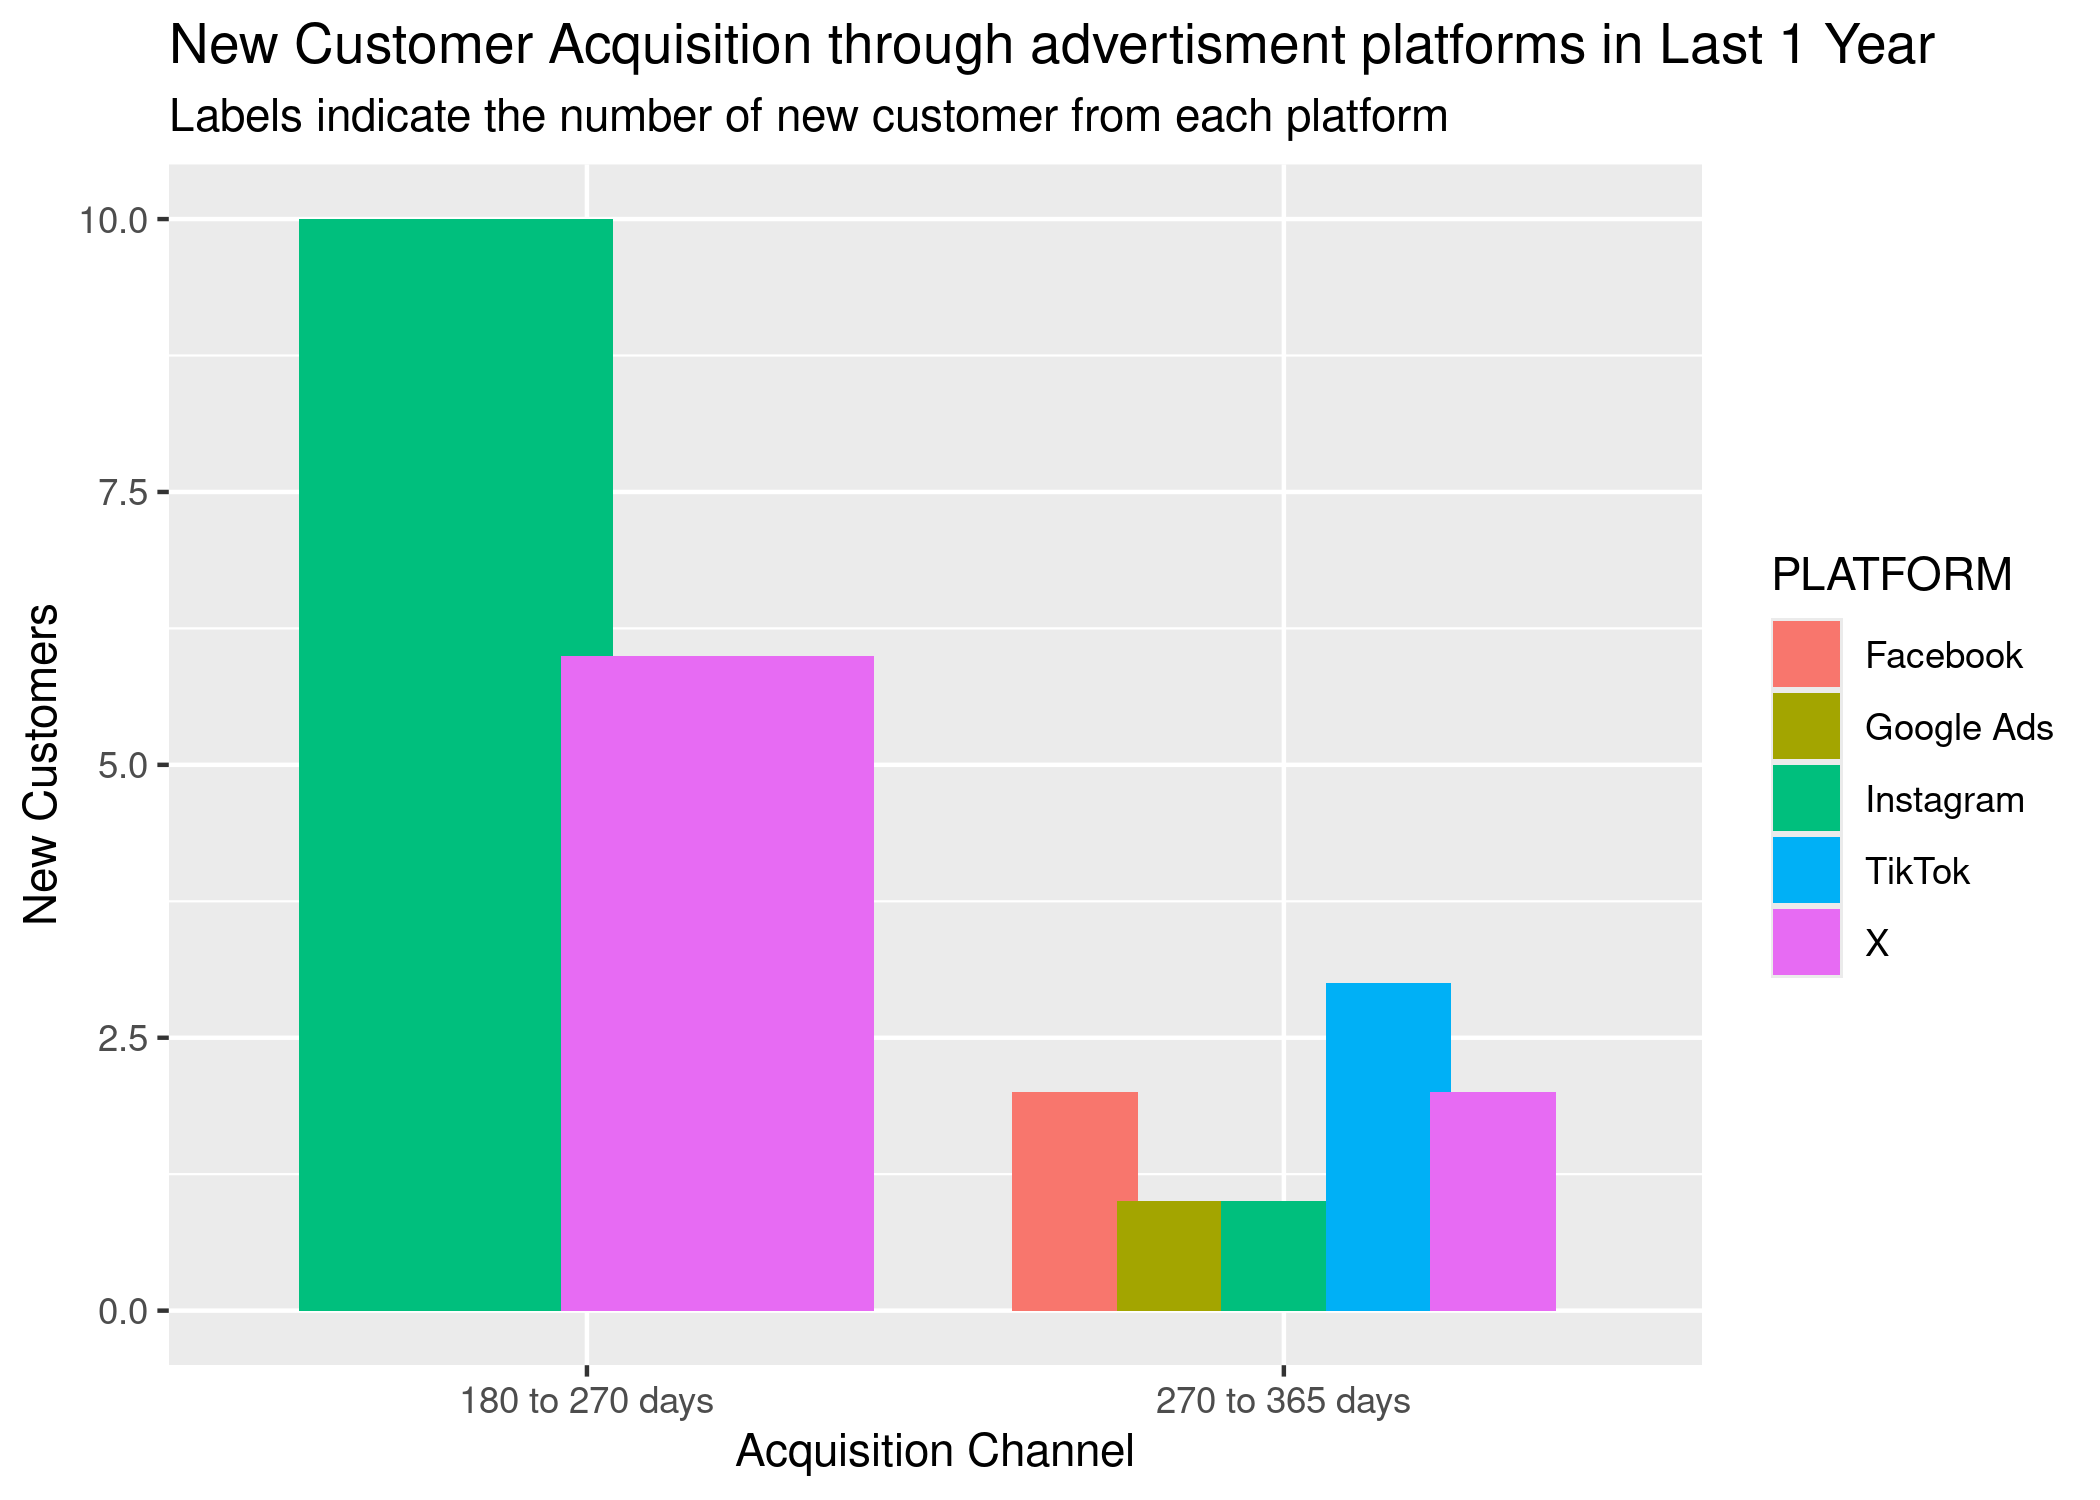 New Customer Acquisition through advertisment platforms in Last 1 Year
Labels indicate the number of new customer from each platform
10.0
7.5
5.0
2.5
0.0
New Customers
180 to 270 days
270 to 365 days
Acquisition Channel
PLATFORM
Facebook
Google Ads
Instagram
TikTok
X